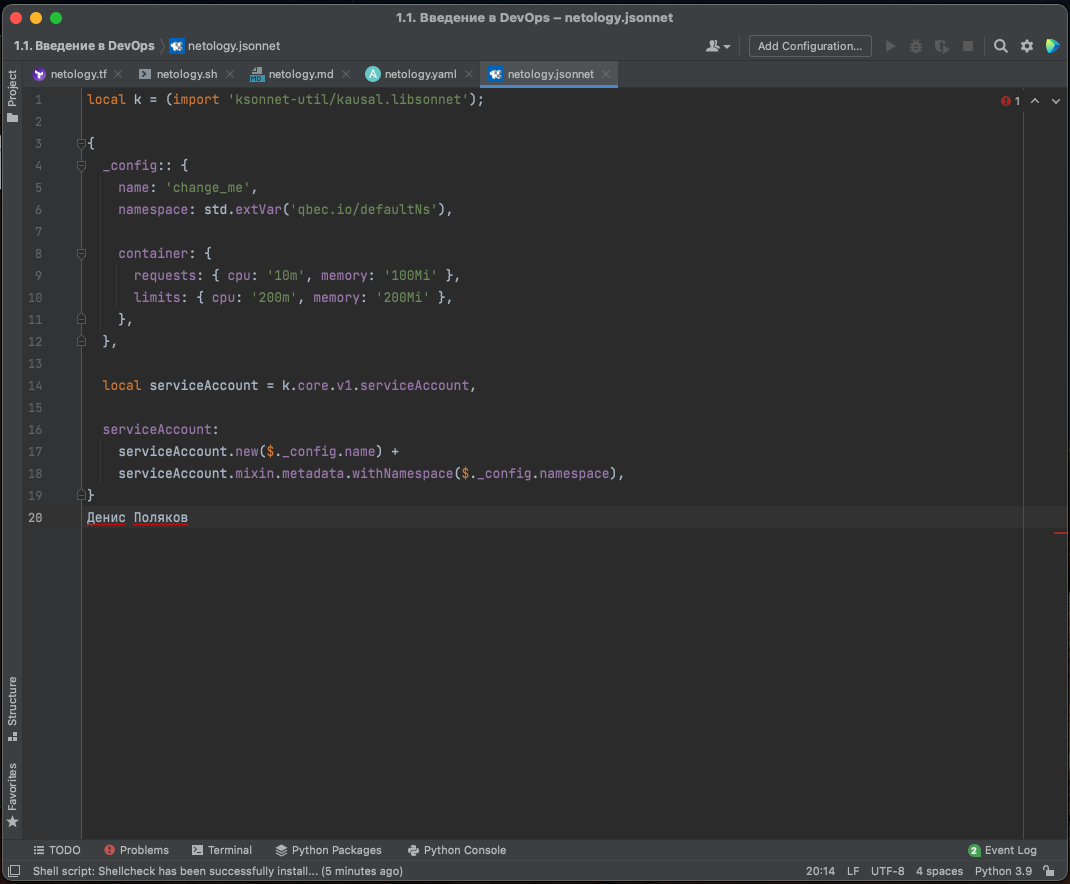 1.1. Введение в DevOps – netology.jsonnet
1.1. Введение в DevOps netology.jsonnet Add Configuration...
netology.tf netology.sh netology.md netology.yaml netology.jsonnet
Project
1 local k = (import 'ksonnet-util/kausal.libsonnet'); 1
2
3 {
4 _config:: {
5 name: 'change_me',
6 namespace: std.extVar('qbec.io/defaultNs'),
7
8 container: {
9 requests: { cpu: '10m', memory: '100Mi' },
10 limits: { cpu: '200m', memory: '200Mi' },
11 },
12 },
13
14 local serviceAccount = k.core.v1.serviceAccount,
15
16 serviceAccount:
17 serviceAccount.new($._config.name) +
18 serviceAccount.mixin.metadata.withNamespace($._config.namespace),
19 }
20 Денис Поляков
Structure
Favorites
TODO Problems Terminal Python Packages Python Console 2 Event Log
Shell script: Shellcheck has been successfully install... (5 minutes ago) 20:14 LF UTF-8 4 spaces Python 3.9